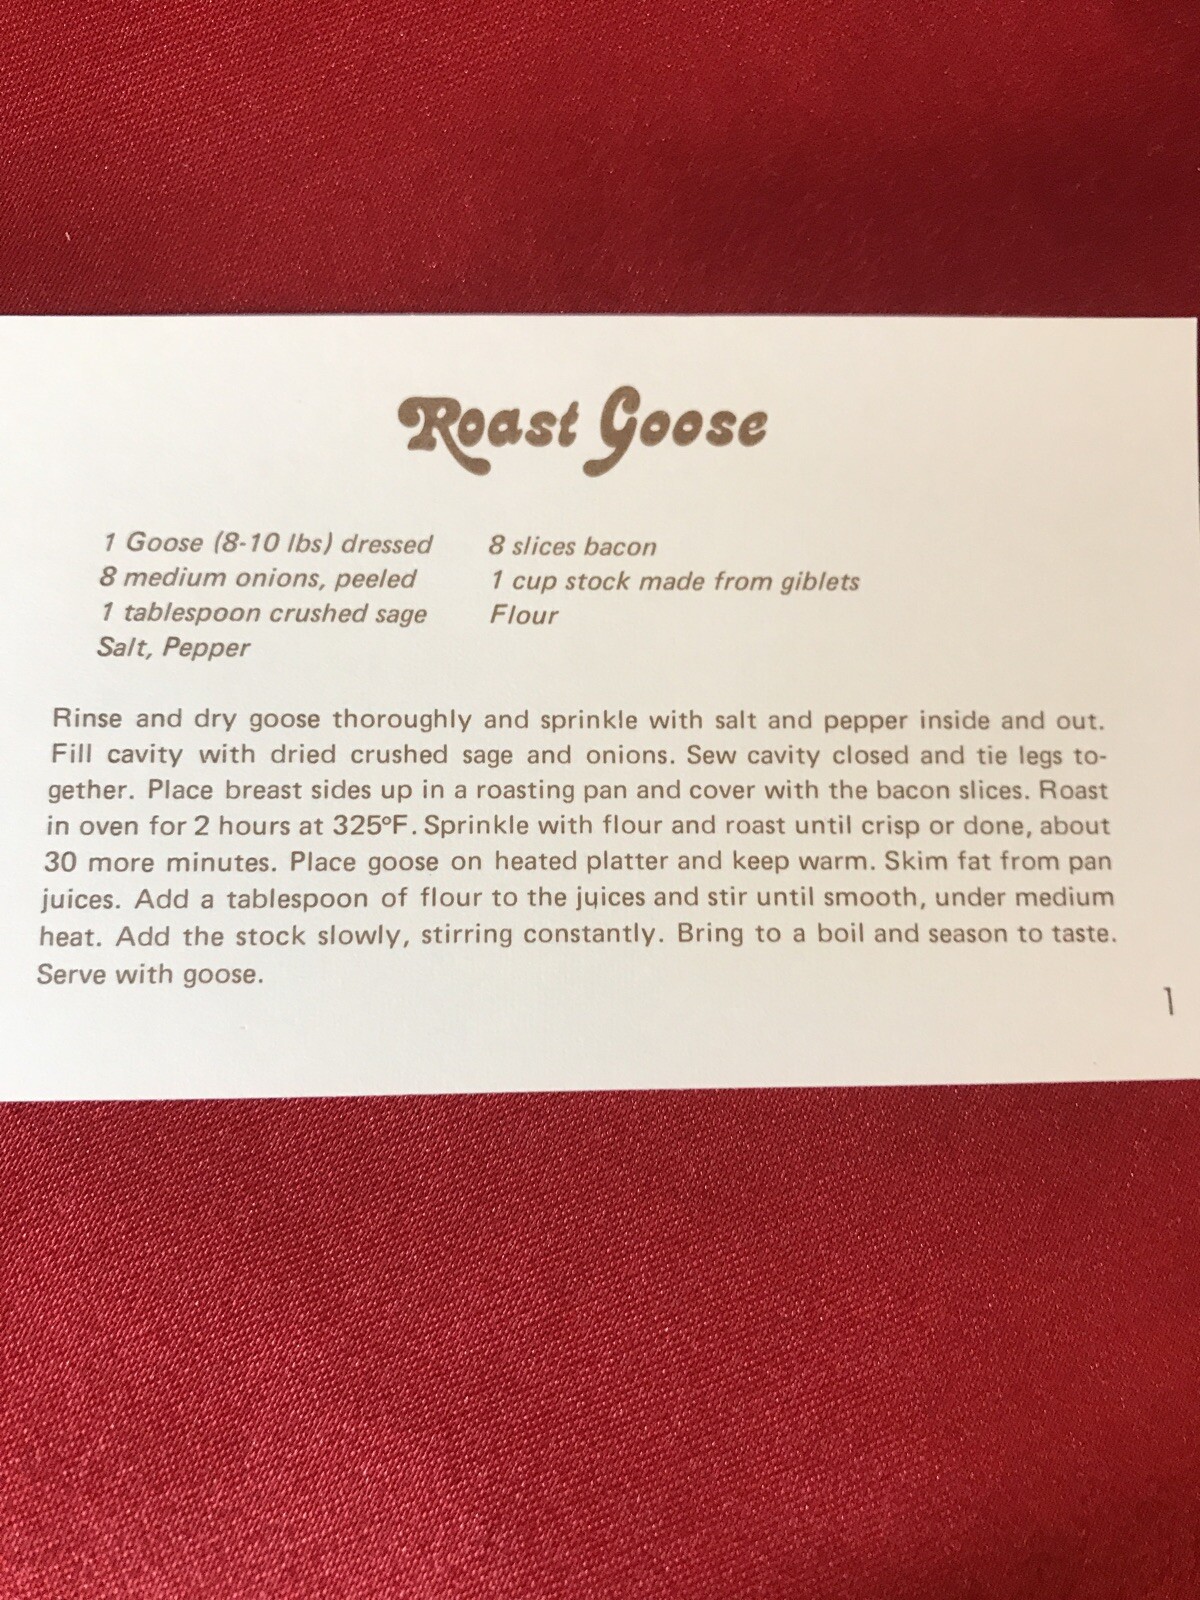 Roast Goose
1 Goose (8-10 lbs) dressed
8 medium onions, peeled
1 tablespoon crushed sage
Salt, Pepper
8 slices bacon
1 cup stock made from giblets
Flour
Rinse and dry goose thoroughly and sprinkle with salt and pepper inside and out.
Fill cavity with dried crushed sage and onions. Sew cavity closed and tie legs to-
gether. Place breast sides up in a roasting pan and cover with the bacon slices. Roast
in oven for 2 hours at 325ºF. Sprinkle with flour and roast until crisp or done, about
30 more minutes. Place goose on heated platter and keep warm. Skim fat from pan
juices. Add a tablespoon of flour to the juices and stir until smooth, under medium
heat. Add the stock slowly, stirring constantly. Bring to a boil and season to taste.
Serve with goose.
1